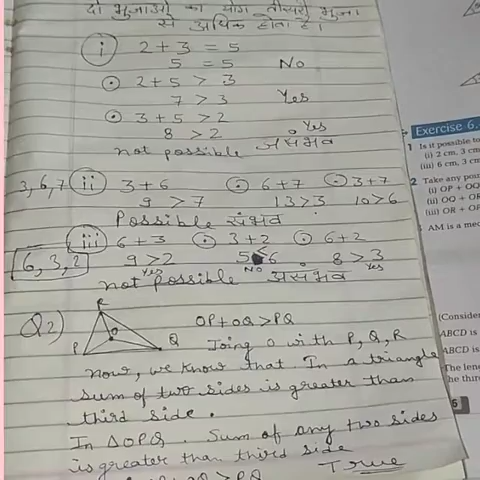 दो भुजाओं का योग तीसरी भुजा
से अधिक होता है।
i 2 + 3 = 5
5 = 5 No
2 + 5 > 3
7 > 3 Yes
3 + 5 > 2
8 > 2 Yes
not possible असंभव
3, 6, 7 ii 3 + 6 6 + 7 3 + 7
9 > 7 13 > 3 10 > 6
Possible संभव
iii 6 + 3 3 + 2 6 + 2
6, 3, 2 9 > 2 5 6 8 > 3
Yes No Yes
not possible असंभव
Q2) R
P O Q
OP + OQ > PQ
Joing O with P, Q, R
Now, we know that. In a triangle
sum of two sides is greater than
third side.
In Δ OPQ. Sum of any two sides
is greater than third side
True
> PQ
Exercise 6.
1 Is it possible to
(i) 2 cm, 3 cm
(iii) 6 cm, 3 cm
2 Take any poi
(i) OP + OQ
(ii) OQ + OR
(iii) OR + OP
AM is a med
(Consider
ABCD is
ABCD is
The len
he thir